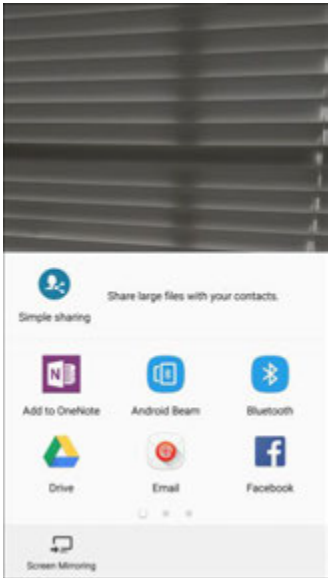 Share large files with your contacts.
Simple sharing
Add to OneNote
Android Beam
Bluetooth
Drive
Email
Facebook
Screen Mirroring